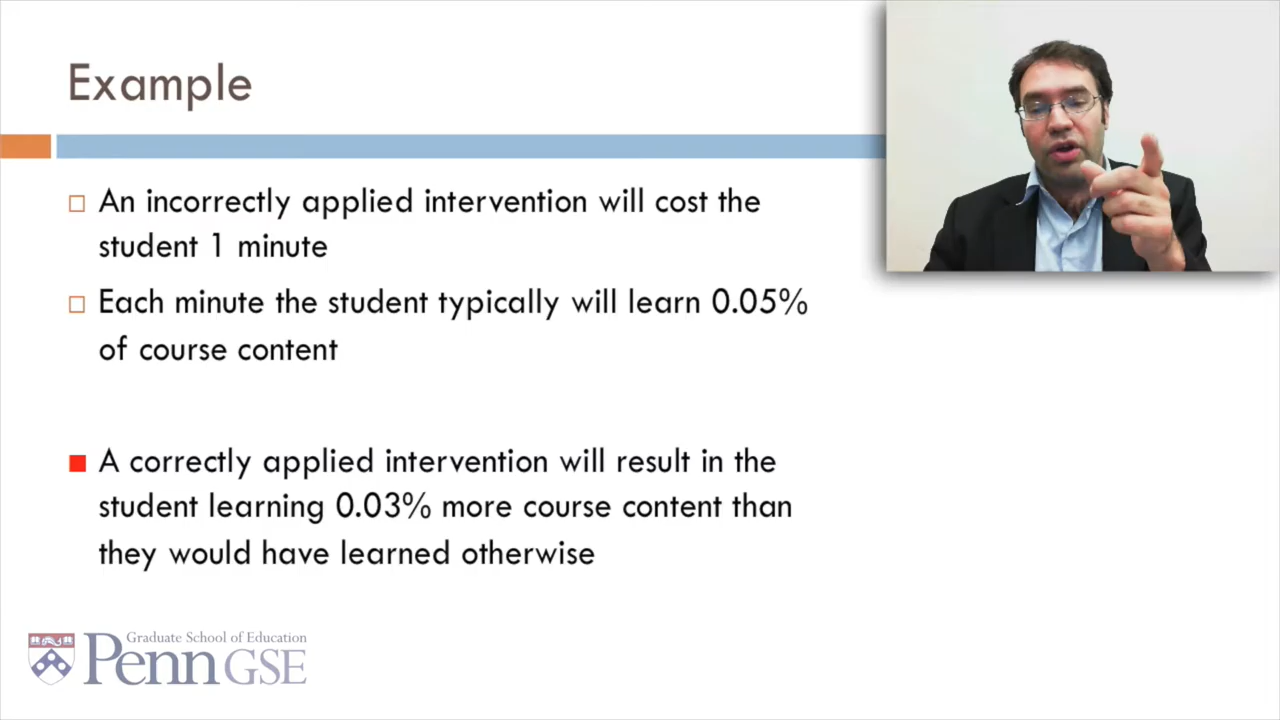 Example
An incorrectly applied intervention will cost the
student 1 minute
Each minute the student typically will learn 0.05%
of course content
A correctly applied intervention will result in the
student learning 0.03% more course content than
they would have learned otherwise
Graduate School of Education
Penn GSE